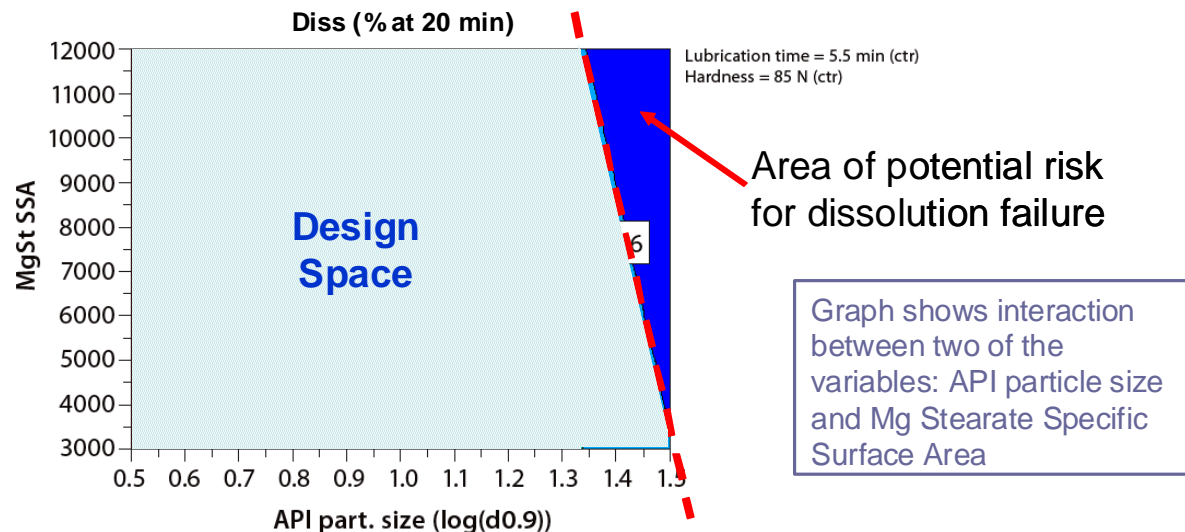 Diss (% at 20 min)
12000
11000
10000
9000
8000
7000
6000
5000
4000
3000
MgSt SSA
0.5 0.6 0.7 0.8 0.9 1.0 1.1 1.2 1.3 1.4 1.5
API part. size (log(d0.9))
Design
Space
6
Lubrication time = 5.5 min (ctr)
Hardness = 85 N (ctr)
Area of potential risk
for dissolution failure
Graph shows interaction
between two of the
variables: API particle size
and Mg Stearate Specific
Surface Area